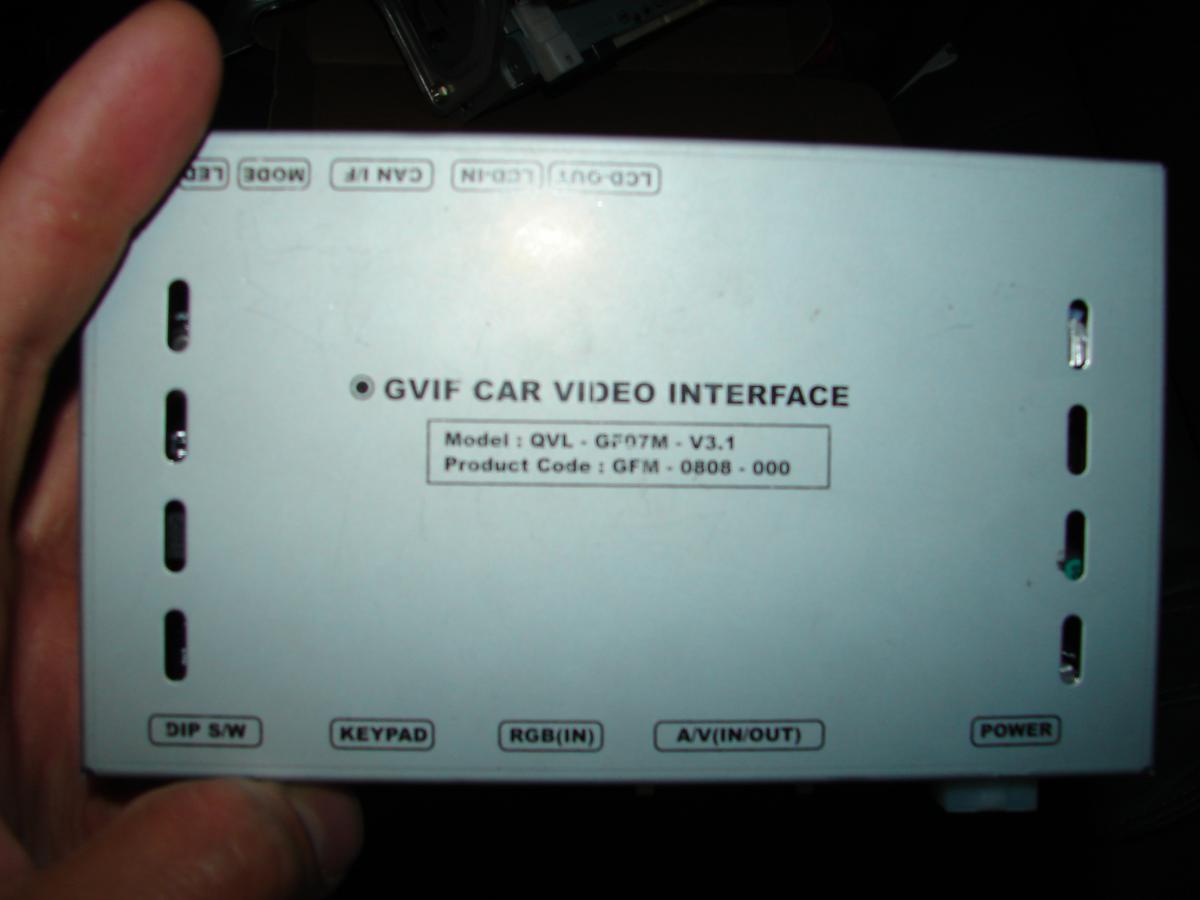 LED MODE CAN I/F LCD-IN LCD-OUT
GVIF CAR VIDEO INTERFACE
Model : QVL - GF07M - V3.1
Product Code : GFM - 0808 - 000
DIP S/W KEYPAD RGB(IN) A/V(IN/OUT) POWER